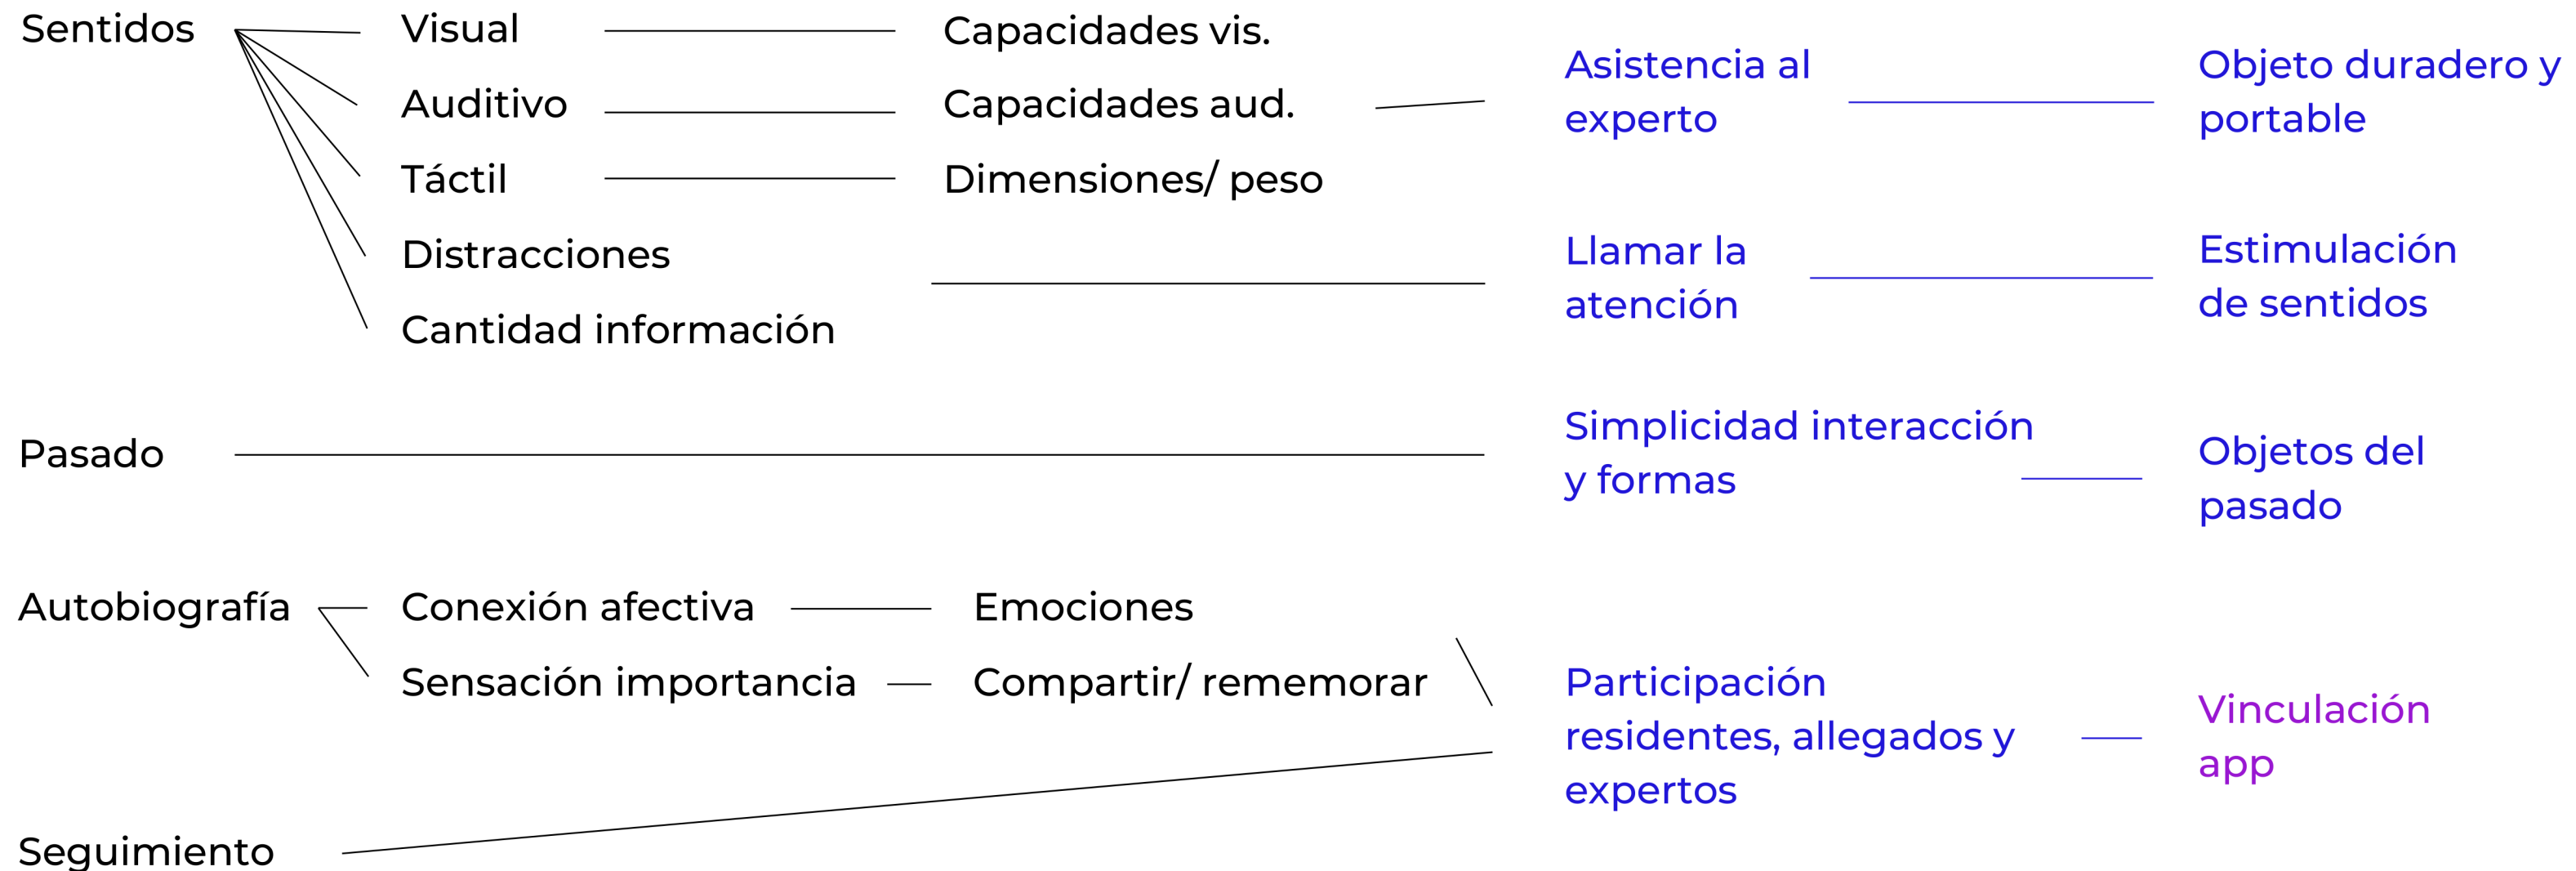 Sentidos
Visual
Capacidades vis.
Auditivo
Capacidades aud.
Táctil
Dimensiones/ peso
Distracciones
Cantidad información
Asistencia al
experto
Objeto duradero y
portable
Llamar la
atención
Estimulación
de sentidos
Pasado
Simplicidad interacción
y formas
Objetos del
pasado
Autobiografía
Conexión afectiva
Emociones
Sensación importancia
Compartir/ rememorar
Participación
residentes, allegados y
expertos
Vinculación
app
Seguimiento